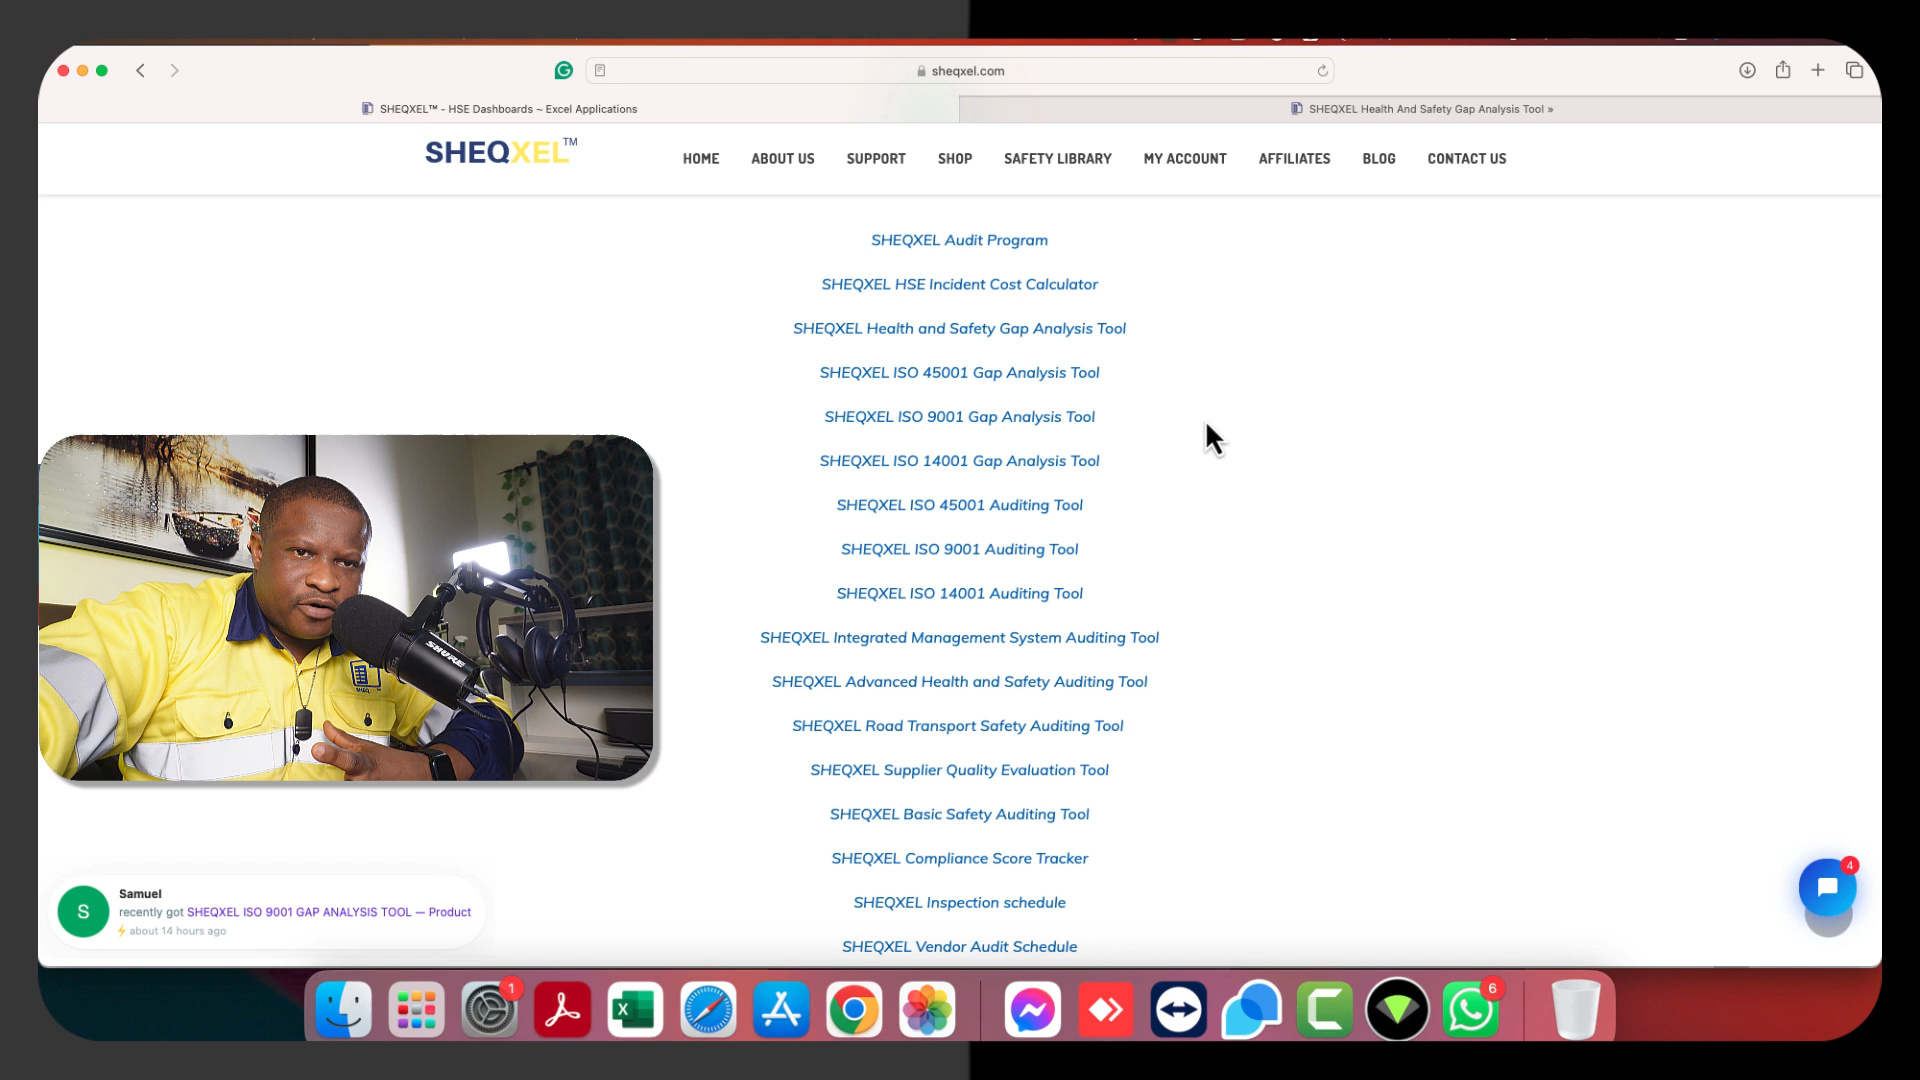 sheqxel.com
SHEQXEL™ - HSE Dashboards ~ Excel Applications
SHEQXEL Health And Safety Gap Analysis Tool »
SHEQXEL™
HOME
ABOUT US
SUPPORT
SHOP
SAFETY LIBRARY
MY ACCOUNT
AFFILIATES
BLOG
CONTACT US
SHEQXEL Audit Program
SHEQXEL HSE Incident Cost Calculator
SHEQXEL Health and Safety Gap Analysis Tool
SHEQXEL ISO 45001 Gap Analysis Tool
SHEQXEL ISO 9001 Gap Analysis Tool
SHEQXEL ISO 14001 Gap Analysis Tool
SHEQXEL ISO 45001 Auditing Tool
SHEQXEL ISO 9001 Auditing Tool
SHEQXEL ISO 14001 Auditing Tool
SHEQXEL Integrated Management System Auditing Tool
SHEQXEL Advanced Health and Safety Auditing Tool
SHEQXEL Road Transport Safety Auditing Tool
SHEQXEL Supplier Quality Evaluation Tool
SHEQXEL Basic Safety Auditing Tool
SHEQXEL Compliance Score Tracker
SHEQXEL Inspection schedule
SHEQXEL Vendor Audit Schedule
SHURE
S
Samuel
recently got SHEQXEL ISO 9001 GAP ANALYSIS TOOL — Product
about 14 hours ago
4
1
6